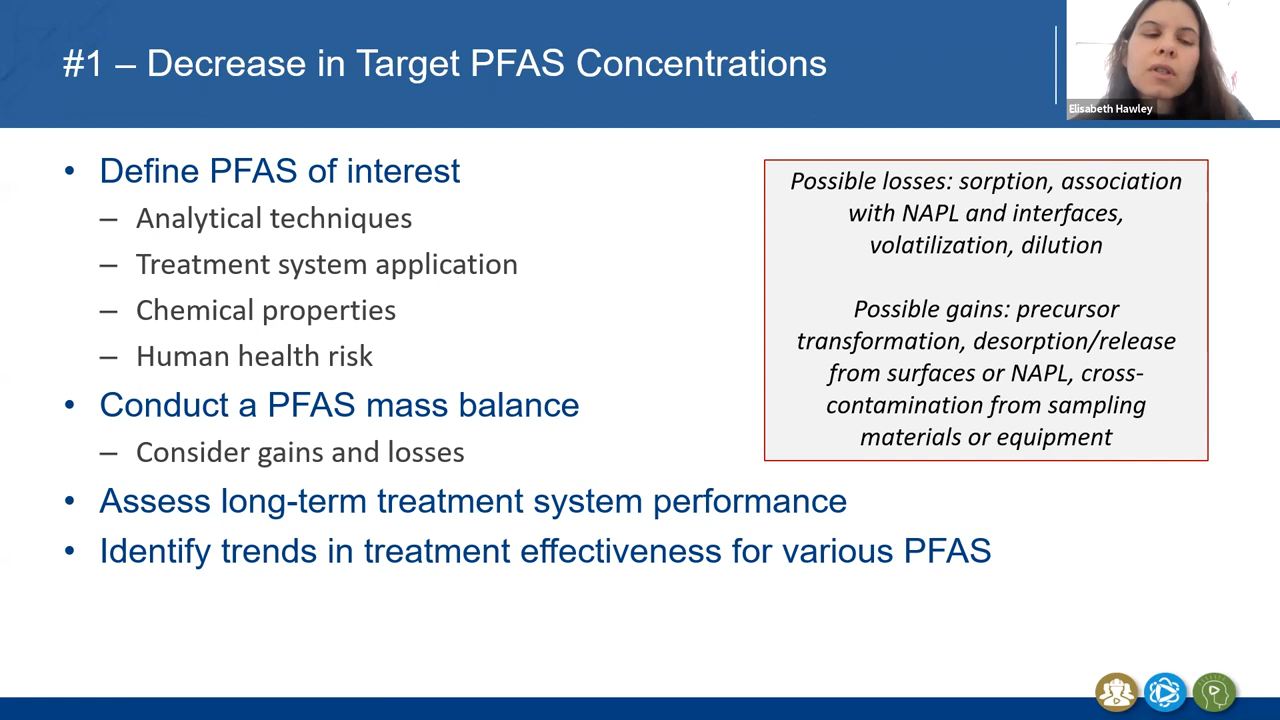 #1 – Decrease in Target PFAS Concentrations
Elisabeth Hawley
• Define PFAS of interest
– Analytical techniques
– Treatment system application
– Chemical properties
– Human health risk
• Conduct a PFAS mass balance
– Consider gains and losses
• Assess long-term treatment system performance
• Identify trends in treatment effectiveness for various PFAS
Possible losses: sorption, association
with NAPL and interfaces,
volatilization, dilution
Possible gains: precursor
transformation, desorption/release
from surfaces or NAPL, cross-
contamination from sampling
materials or equipment